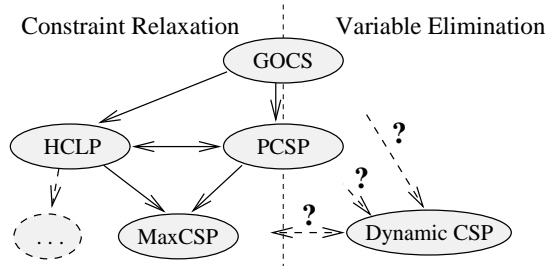 Constraint Relaxation
Variable Elimination
GOCS
?
HCLP
PCSP
?
?
. . .
MaxCSP
Dynamic CSP